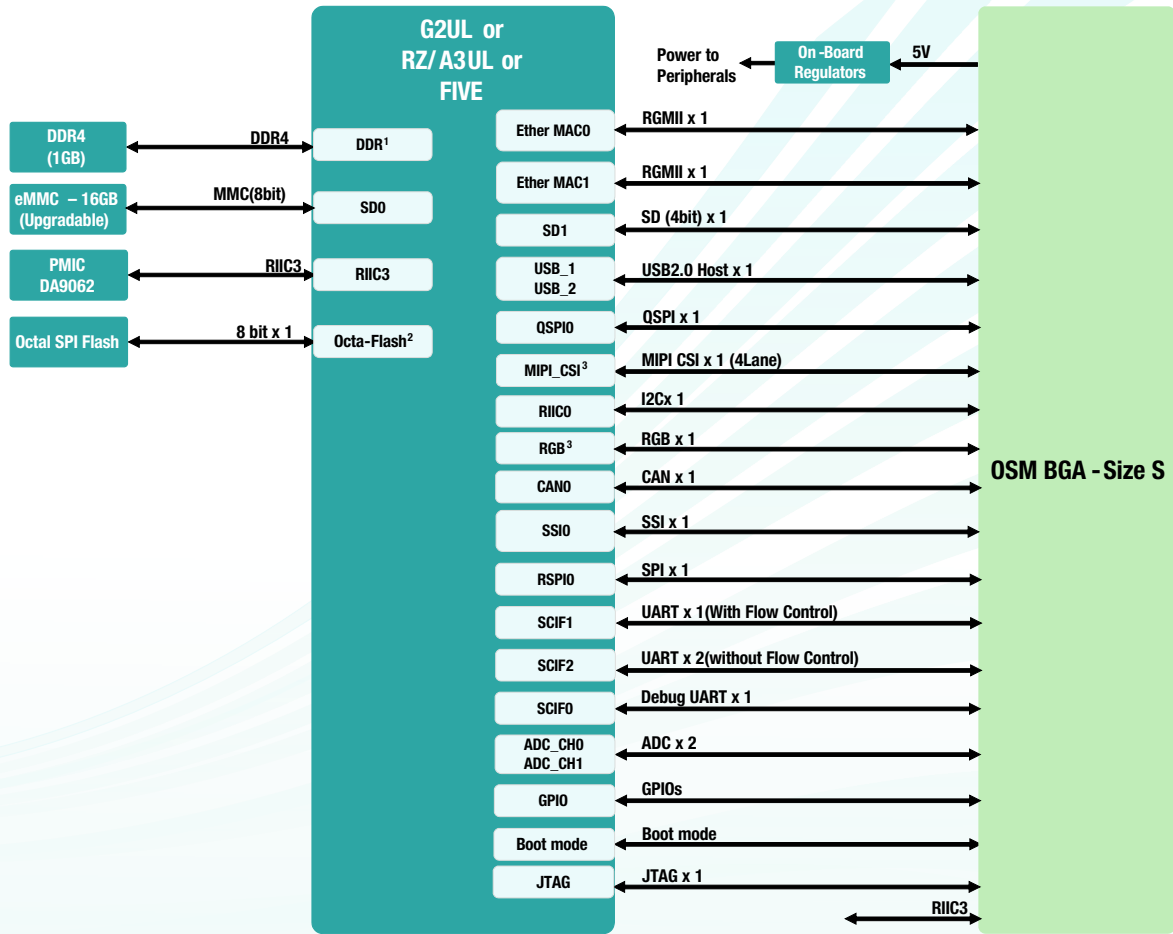 G2UL or
RZ/A3UL or
FIVE
Power to
Peripherals
On-Board
Regulators
5V
DDR4
(1GB)
DDR4
DDR¹
eMMC – 16GB
(Upgradable)
MMC(8bit)
SD0
PMIC
DA9062
RIIC3
RIIC3
Octal SPI Flash
8 bit x 1
Octa-Flash²
Ether MAC0
RGMII x 1
Ether MAC1
RGMII x 1
SD1
SD (4bit) x 1
USB_1
USB_2
USB2.0 Host x 1
QSPI0
QSPI x 1
MIPI_CSI³
MIPI CSI x 1 (4Lane)
RIIC0
I2Cx 1
RGB³
RGB x 1
CAN0
CAN x 1
SSI0
SSI x 1
RSPI0
SPI x 1
SCIF1
UART x 1(With Flow Control)
SCIF2
UART x 2(without Flow Control)
SCIF0
Debug UART x 1
ADC_CH0
ADC_CH1
ADC x 2
GPIO
GPIOs
Boot mode
Boot mode
JTAG
JTAG x 1
RIIC3
OSM BGA - Size S